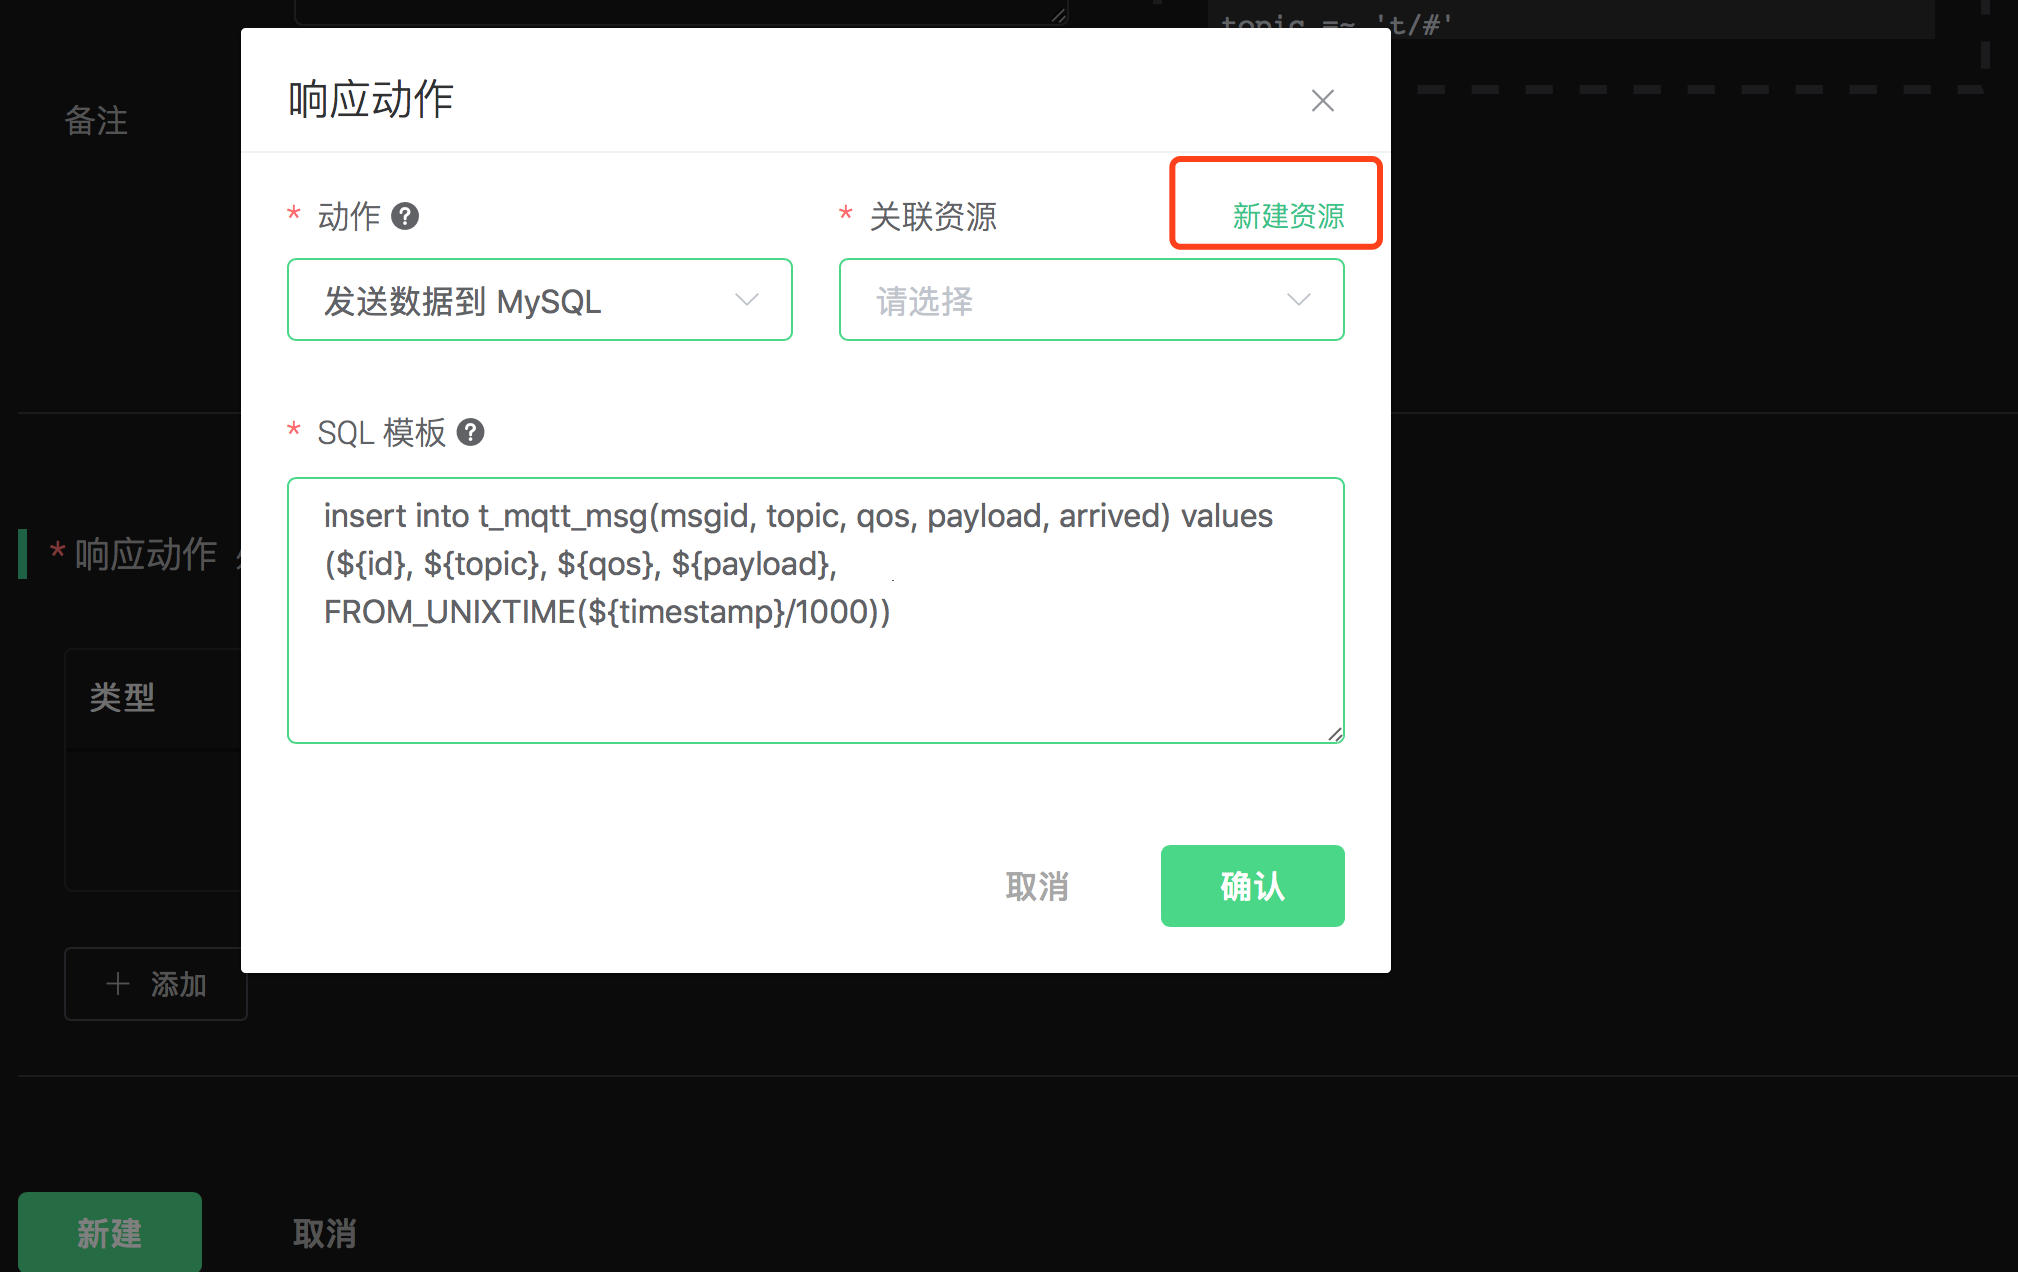 topic =~ 't/#'
备注
响应动作
* 动作 ?
* 关联资源
新建资源
发送数据到 MySQL
请选择
* SQL 模板 ?
insert into t_mqtt_msg(msgid, topic, qos, payload, arrived) values
(${id}, ${topic}, ${qos}, ${payload},
FROM_UNIXTIME(${timestamp}/1000))
* 响应动作
类型
取消
确认
+ 添加
新建
取消